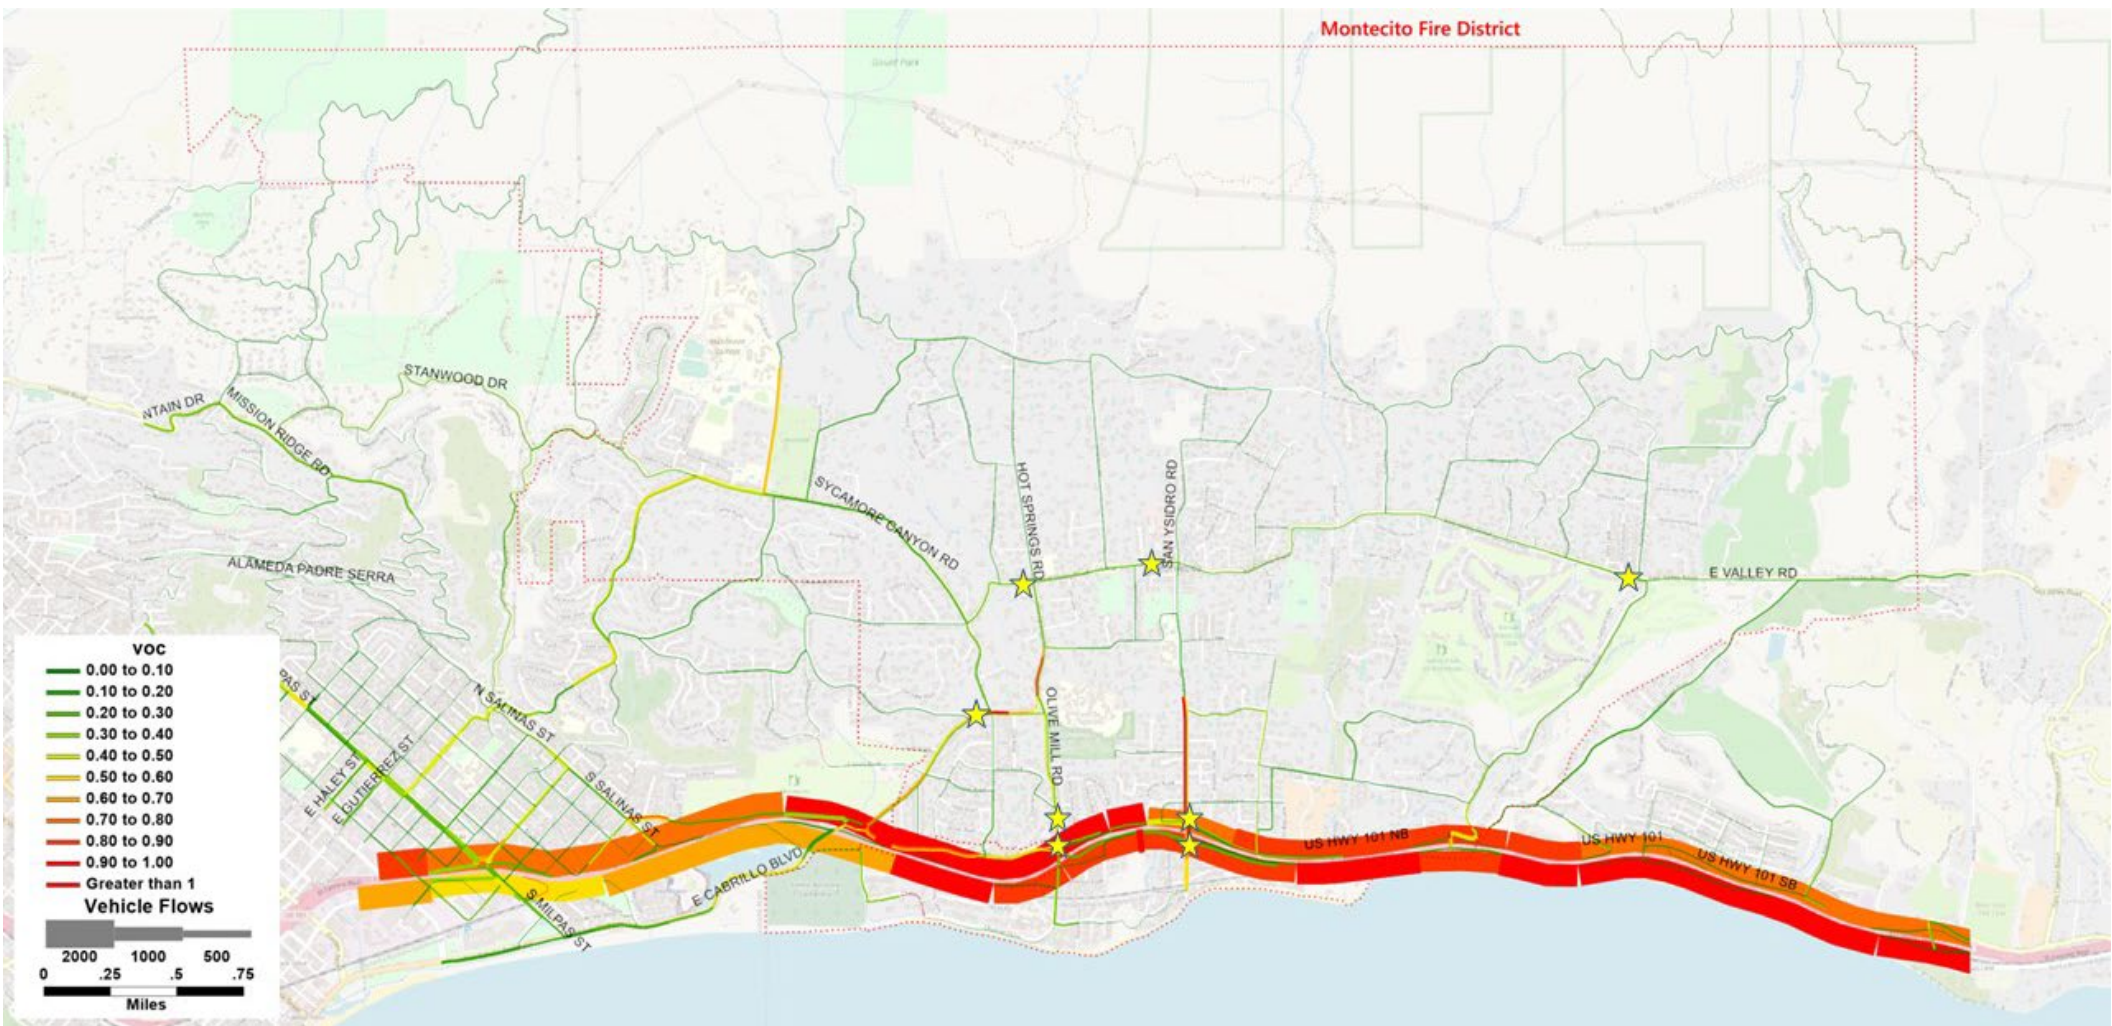 Montecito Fire District
STANWOOD DR
NTAIN DR
MISSION RIDGE RD
SYCAMORE CANYON RD
HOT SPRINGS RD
SAN YSIDRO RD
ALAMEDA PADRE SERRA
E VALLEY RD
PAS ST
N SALINAS ST
OLIVE MILL RD
E HALEY ST
E GUTIERREZ ST
S SALINAS ST
US HWY 101 NB
US HWY 101
US HWY 101 SB
E CABRILLO BLVD
S MILPAS ST
voc
0.00 to 0.10
0.10 to 0.20
0.20 to 0.30
0.30 to 0.40
0.40 to 0.50
0.50 to 0.60
0.60 to 0.70
0.70 to 0.80
0.80 to 0.90
0.90 to 1.00
Greater than 1
Vehicle Flows
2000 1000 500
0 .25 .5 .75
Miles